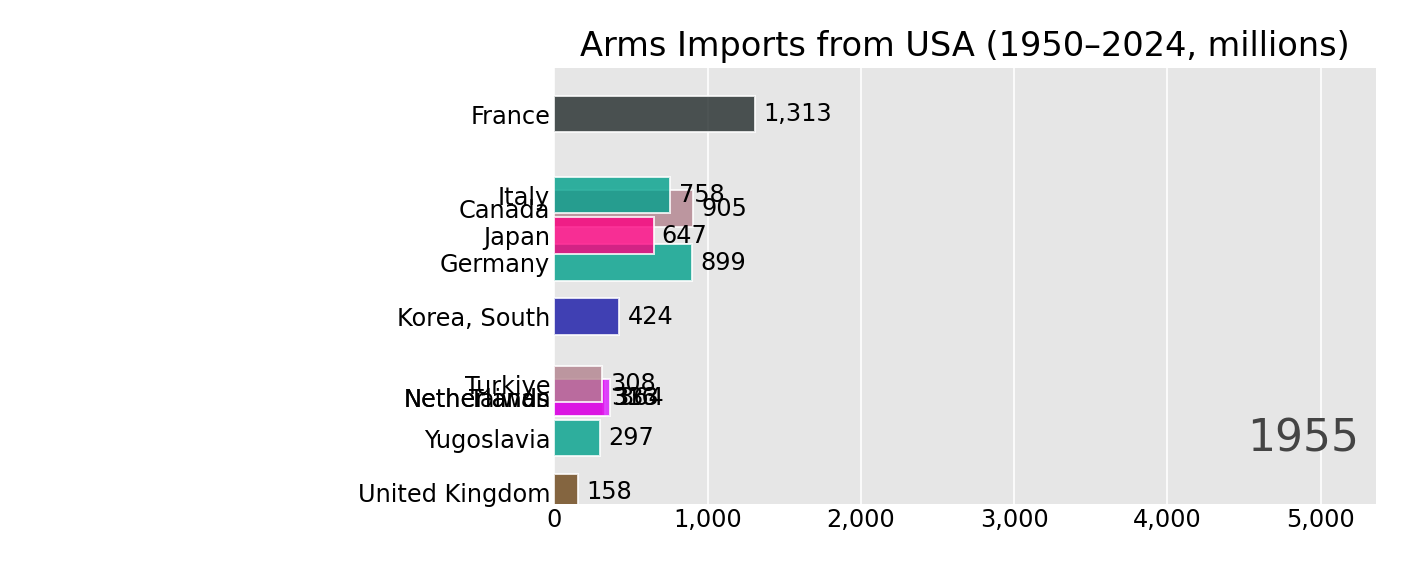 Arms Imports from USA (1950–2024, millions)
France 1,313
Italy 758
Canada 905
Japan 647
Germany 899
Korea, South 424
Turkiye 308
Netherlands 364
Yugoslavia 297
1955
United Kingdom 158
0 1,000 2,000 3,000 4,000 5,000